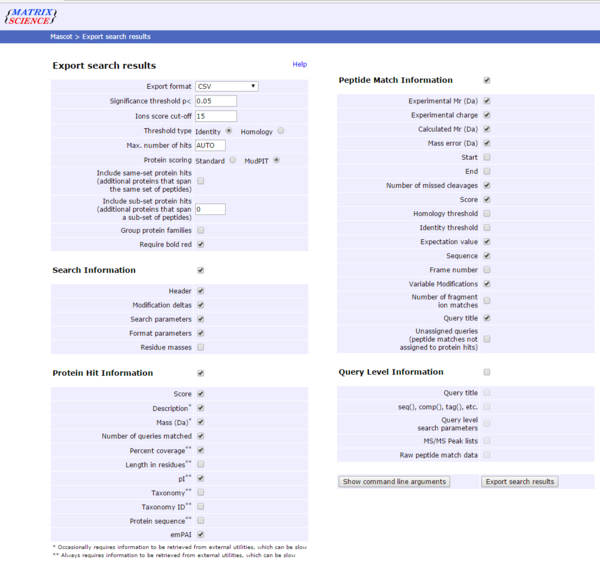 MATRIX
SCIENCE
Mascot > Export search results
Export search results
Help
Export format CSV
Significance threshold p< 0.05
Ions score cut-off 15
Threshold type Identity Homology
Max. number of hits AUTO
Protein scoring Standard MudPIT
Include same-set protein hits
(additional proteins that span
the same set of peptides)
Include sub-set protein hits
(additional proteins that span
a sub-set of peptides) 0
Group protein families
Require bold red
Search Information
Header
Modification deltas
Search parameters
Format parameters
Residue masses
Protein Hit Information
Score
Description*
Mass (Da)*
Number of queries matched
Percent coverage**
Length in residues**
pI**
Taxonomy**
Taxonomy ID**
Protein sequence**
emPAI
* Occasionally requires information to be retrieved from external utilities, which can be slow
** Always requires information to be retrieved from external utilities, which can be slow
Peptide Match Information
Experimental Mr (Da)
Experimental charge
Calculated Mr (Da)
Mass error (Da)
Start
End
Number of missed cleavages
Score
Homology threshold
Identity threshold
Expectation value
Sequence
Frame number
Variable Modifications
Number of fragment
ion matches
Query title
Unassigned queries
(peptide matches not
assigned to protein hits)
Query Level Information
Query title
seq(), comp(), tag(), etc.
Query level
search parameters
MS/MS Peak lists
Raw peptide match data
Show command line arguments
Export search results